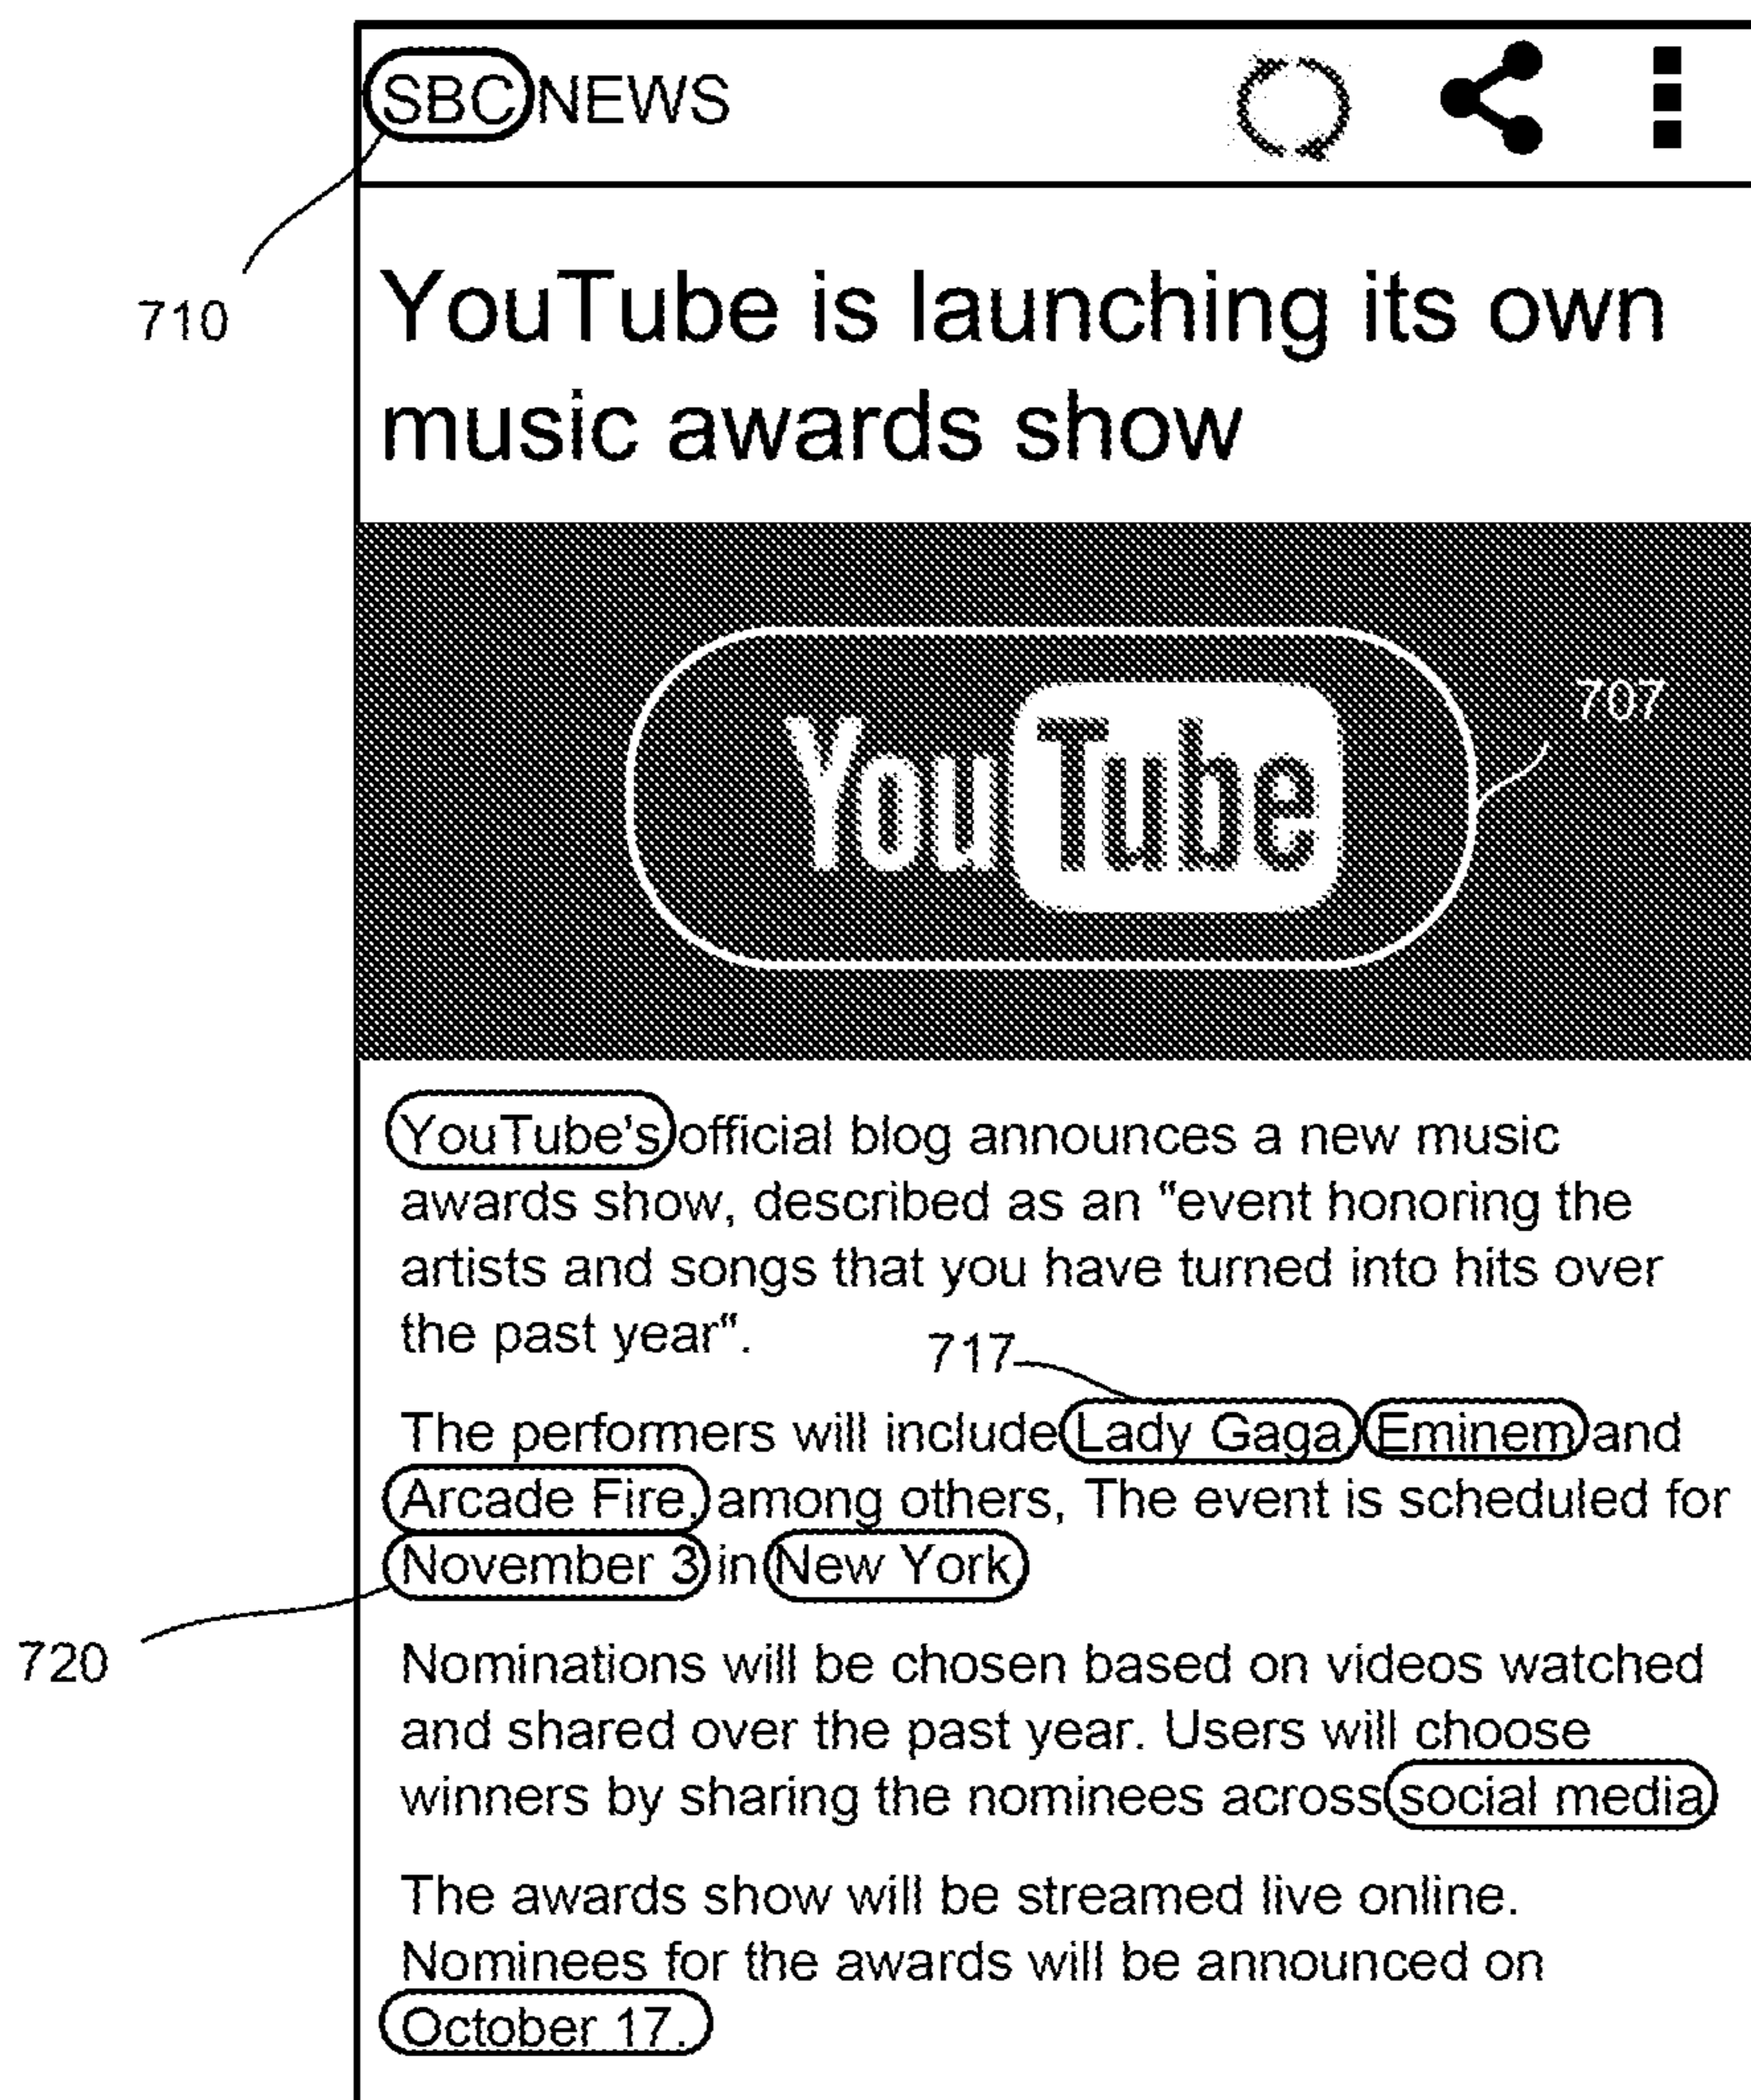 SBC NEWS
710
YouTube is launching its own
music awards show
707
YouTube
YouTube's official blog announces a new music
awards show, described as an "event honoring the
artists and songs that you have turned into hits over
the past year".
717
The performers will include Lady Gaga, Eminem and
Arcade Fire, among others, The event is scheduled for
November 3 in New York
720
Nominations will be chosen based on videos watched
and shared over the past year. Users will choose
winners by sharing the nominees across social media.
The awards show will be streamed live online.
Nominees for the awards will be announced on
October 17.